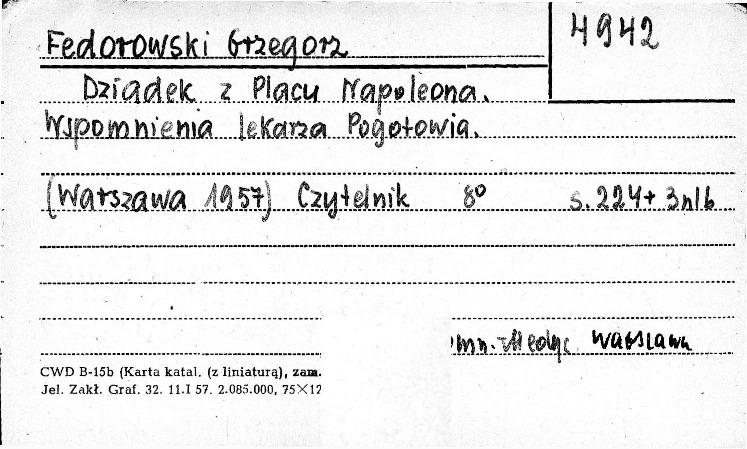 Fedorowski Grzegorz
4942
Dziadek z Placu Napoleona.
Wspomnienia lekarza Pogotowia.
(Warszawa 1957) Czytelnik 8° s. 224+ 3nlb
Warszawa
CWD B-15b (Karta katal. (z liniaturą), zam.
Jel. Zakł. Graf. 32. 11.I 57. 2.085.000, 75×12